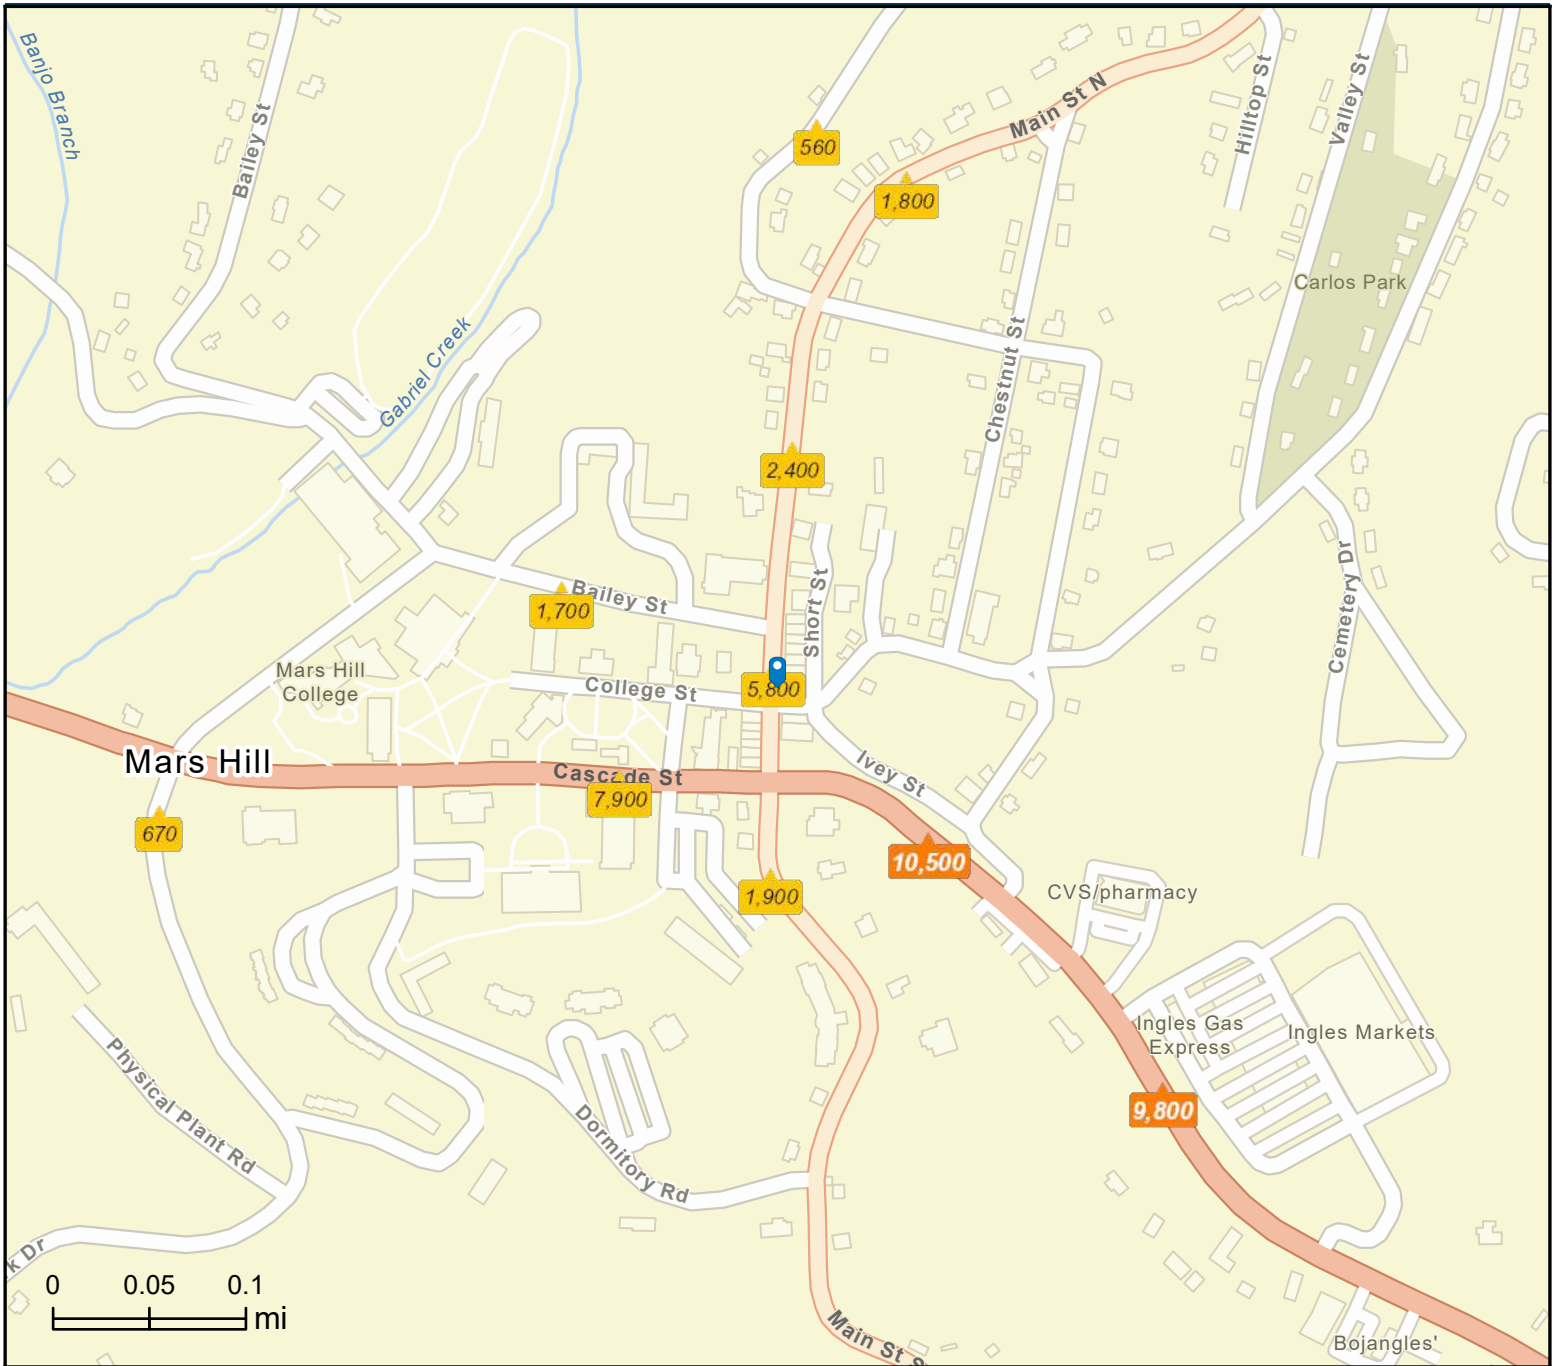 Banjo Branch
Bailey St
560
Main St N
1,800
Hilltop St
Valley St
Carlos Park
Gabriel Creek
Chestnut St
2,400
Bailey St
1,700
Short St
Cemetery Dr
Mars Hill
College
College St
5,800
Mars Hill
Cascade St
7,900
Ivey St
670
10,500
1,900
CVS/pharmacy
Ingles Gas
Express
Ingles Markets
Physical Plant Rd
9,800
Dormitory Rd
k Dr
0 0.05 0.1
mi
Main St S
Bojangles'